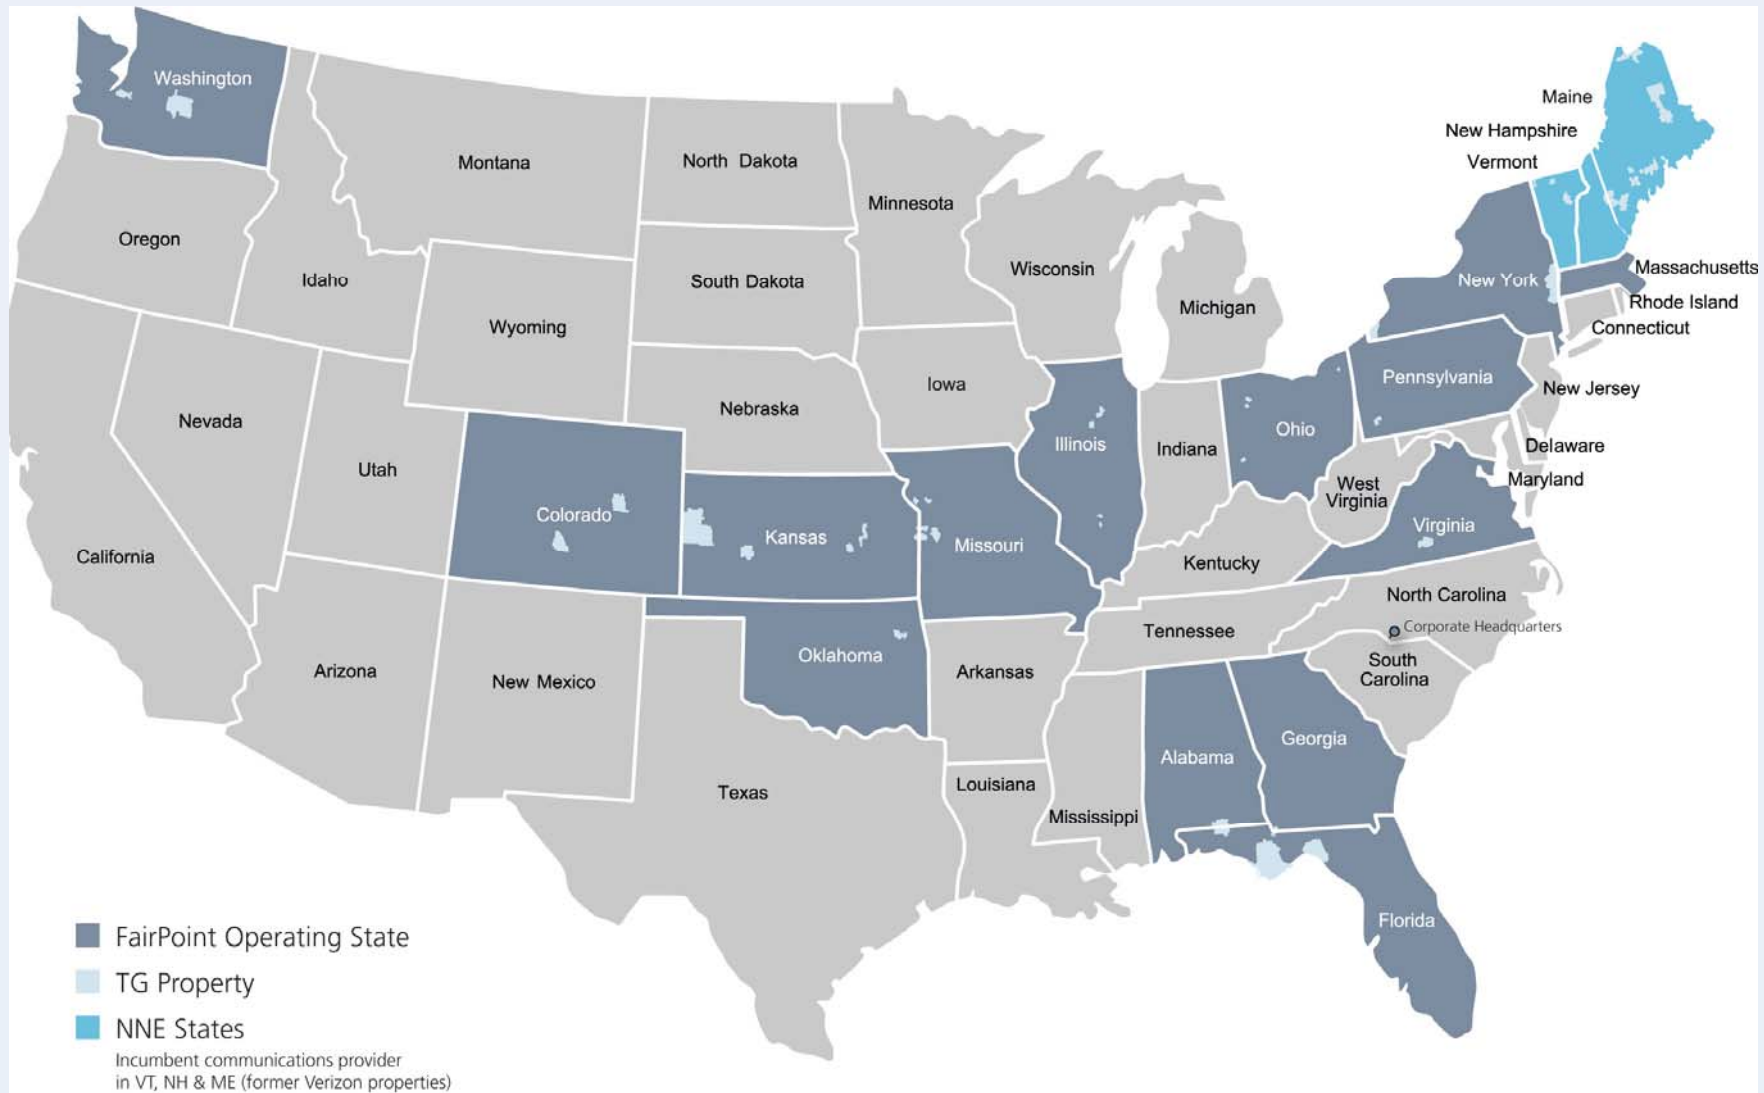 Washington
Montana
North Dakota
Minnesota
Maine
New Hampshire
Vermont
Oregon
Idaho
South Dakota
Wisconsin
Michigan
New York
Massachusetts
Rhode Island
Connecticut
Wyoming
Iowa
Pennsylvania
New Jersey
Nevada
Nebraska
Illinois
Indiana
Ohio
Delaware
Maryland
Utah
West
Virginia
Colorado
Kansas
Missouri
Virginia
California
Kentucky
North Carolina
Corporate Headquarters
Tennessee
Oklahoma
Arizona
New Mexico
Arkansas
South
Carolina
Georgia
Alabama
Texas
Louisiana
Mississippi
Florida
FairPoint Operating State
TG Property
NNE States
Incumbent communications provider
in VT, NH & ME (former Verizon properties)